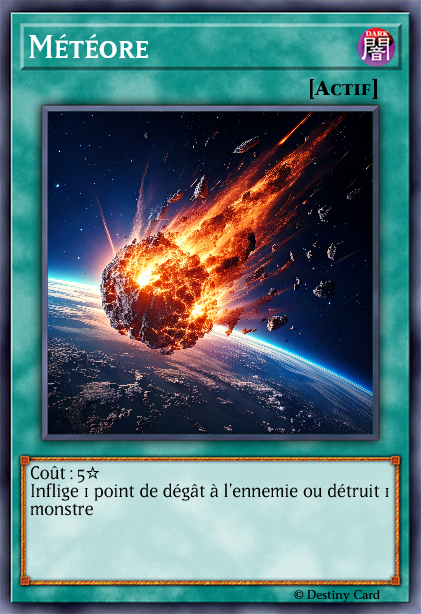 Météore
DARK
闇
[Actif]
Coût : 5☆
Inflige 1 point de dégât à l'ennemie ou détruit 1
monstre
© Destiny Card